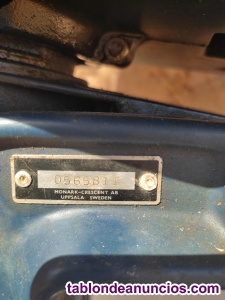 MONARK-CRESCENT AB
UPPSALA SWEDEN
tablondeanuncios.com